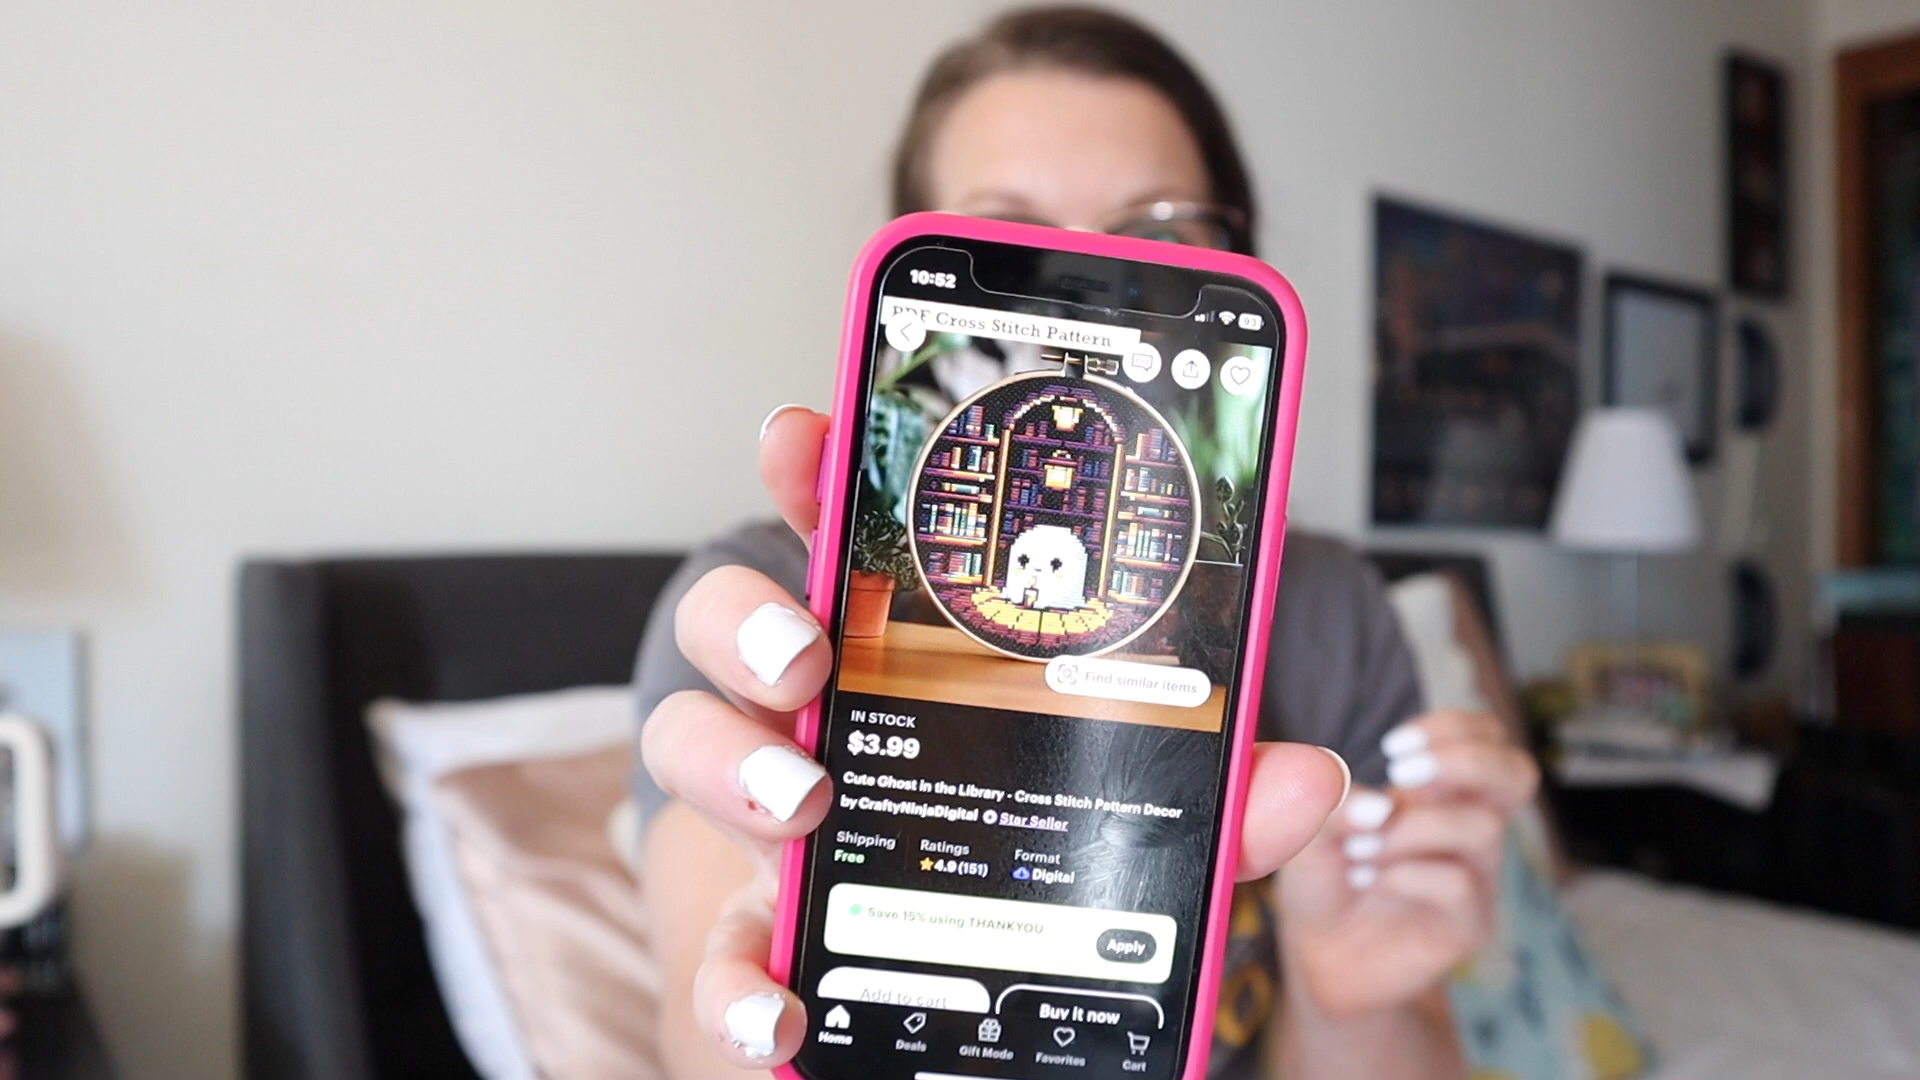 10:52
93
PDF Cross Stitch Pattern
Find similar items
IN STOCK
$3.99
Cute Ghost in the Library - Cross Stitch Pattern Decor
by CraftyNinjaDigital Star Seller
Shipping Ratings Format
Free 4.9 (151) Digital
Save 15% using THANKYOU
Apply
Add to cart Buy it now
Home Deals Gift Mode Favorites Cart